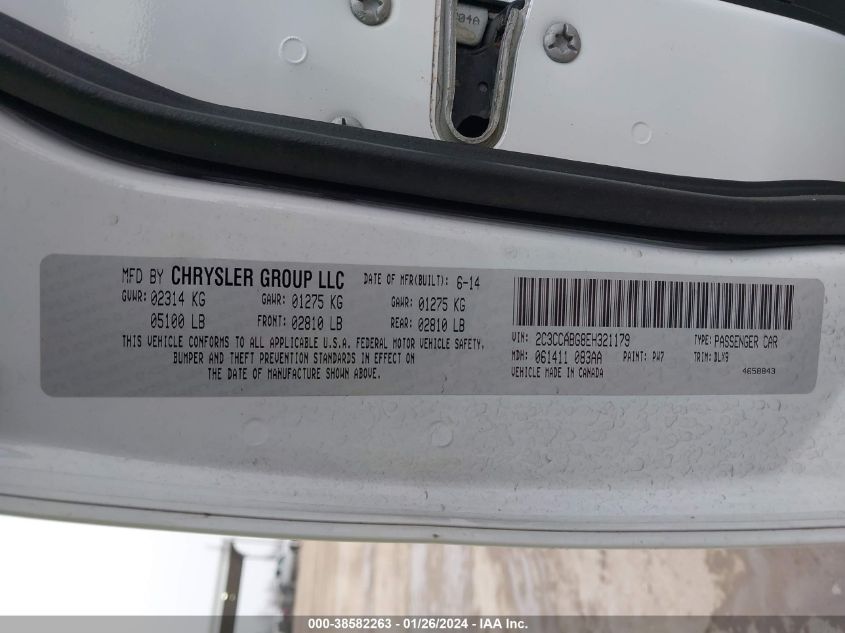 04A
MFD BY CHRYSLER GROUP LLC DATE OF MFR(BUILT): 6-14
GVWR: 02314 KG GAWR: 01275 KG GAWR: 01275 KG
05100 LB FRONT: 02810 LB REAR: 02810 LB
THIS VEHICLE CONFORMS TO ALL APPLICABLE U.S.A. FEDERAL MOTOR VEHICLE SAFETY,
BUMPER AND THEFT PREVENTION STANDARDS IN EFFECT ON
THE DATE OF MANUFACTURE SHOWN ABOVE.
VIN: 2C3CCABG8EH321179 TYPE: PASSENGER CAR
MDH: 061411 083AA PAINT: PW7 TRIM: DLX9
VEHICLE MADE IN CANADA 4658843
000-38582263 - 01/26/2024 - IAA Inc.